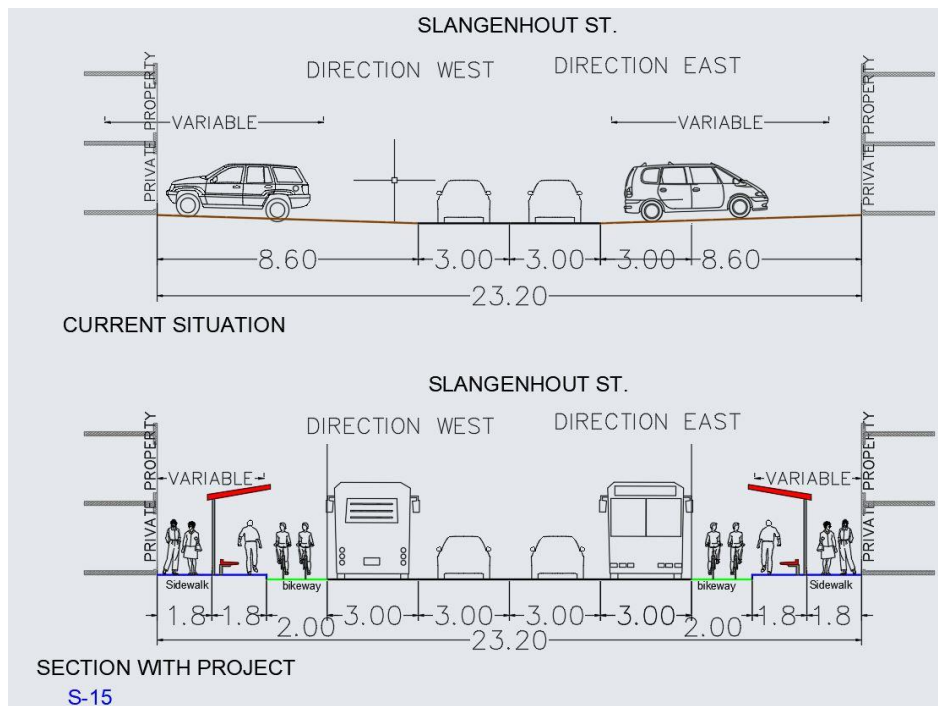 SLANGENHOUT ST.
DIRECTION WEST DIRECTION EAST
PRIVATE PROPERTY
VARIABLE VARIABLE
PRIVATE PROPERTY
8.60 3.00 3.00 3.00 8.60
23.20
CURRENT SITUATION
SLANGENHOUT ST.
DIRECTION WEST DIRECTION EAST
PRIVATE PROPERTY
VARIABLE VARIABLE
PRIVATE PROPERTY
Sidewalk bikeway bikeway Sidewalk
1.8 1.8 2.00 3.00 3.00 3.00 3.00 2.00 1.8 1.8
23.20
SECTION WITH PROJECT
S-15